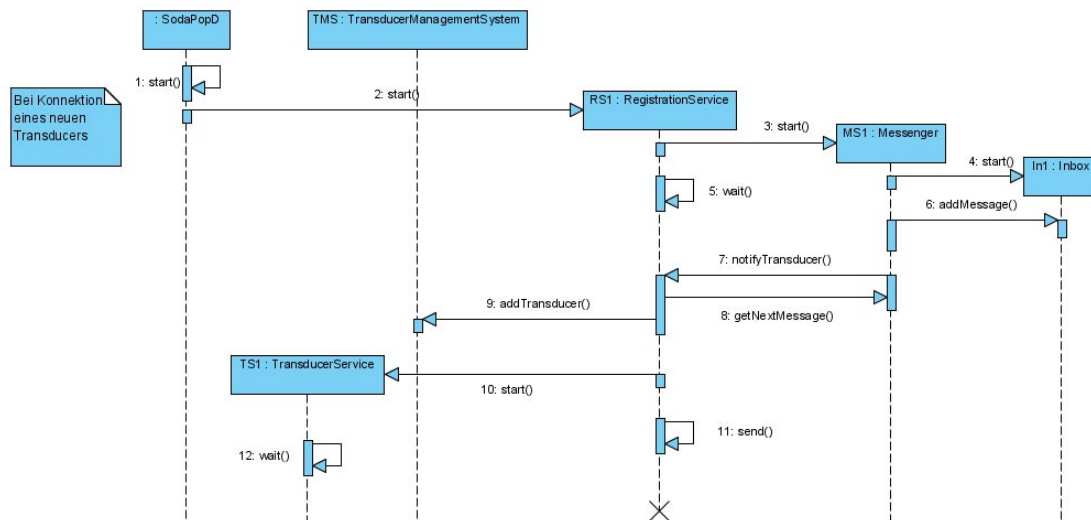 : SodaPopD
TMS : TransducerManagementSystem
1: start()
Bei Konnektion
eines neuen
Transducers
2: start()
RS1 : RegistrationService
3: start()
MS1 : Messenger
4: start()
In1 : Inbox
5: wait()
6: addMessage()
7: notifyTransducer()
9: addTransducer()
8: getNextMessage()
TS1 : TransducerService
10: start()
11: send()
12: wait()